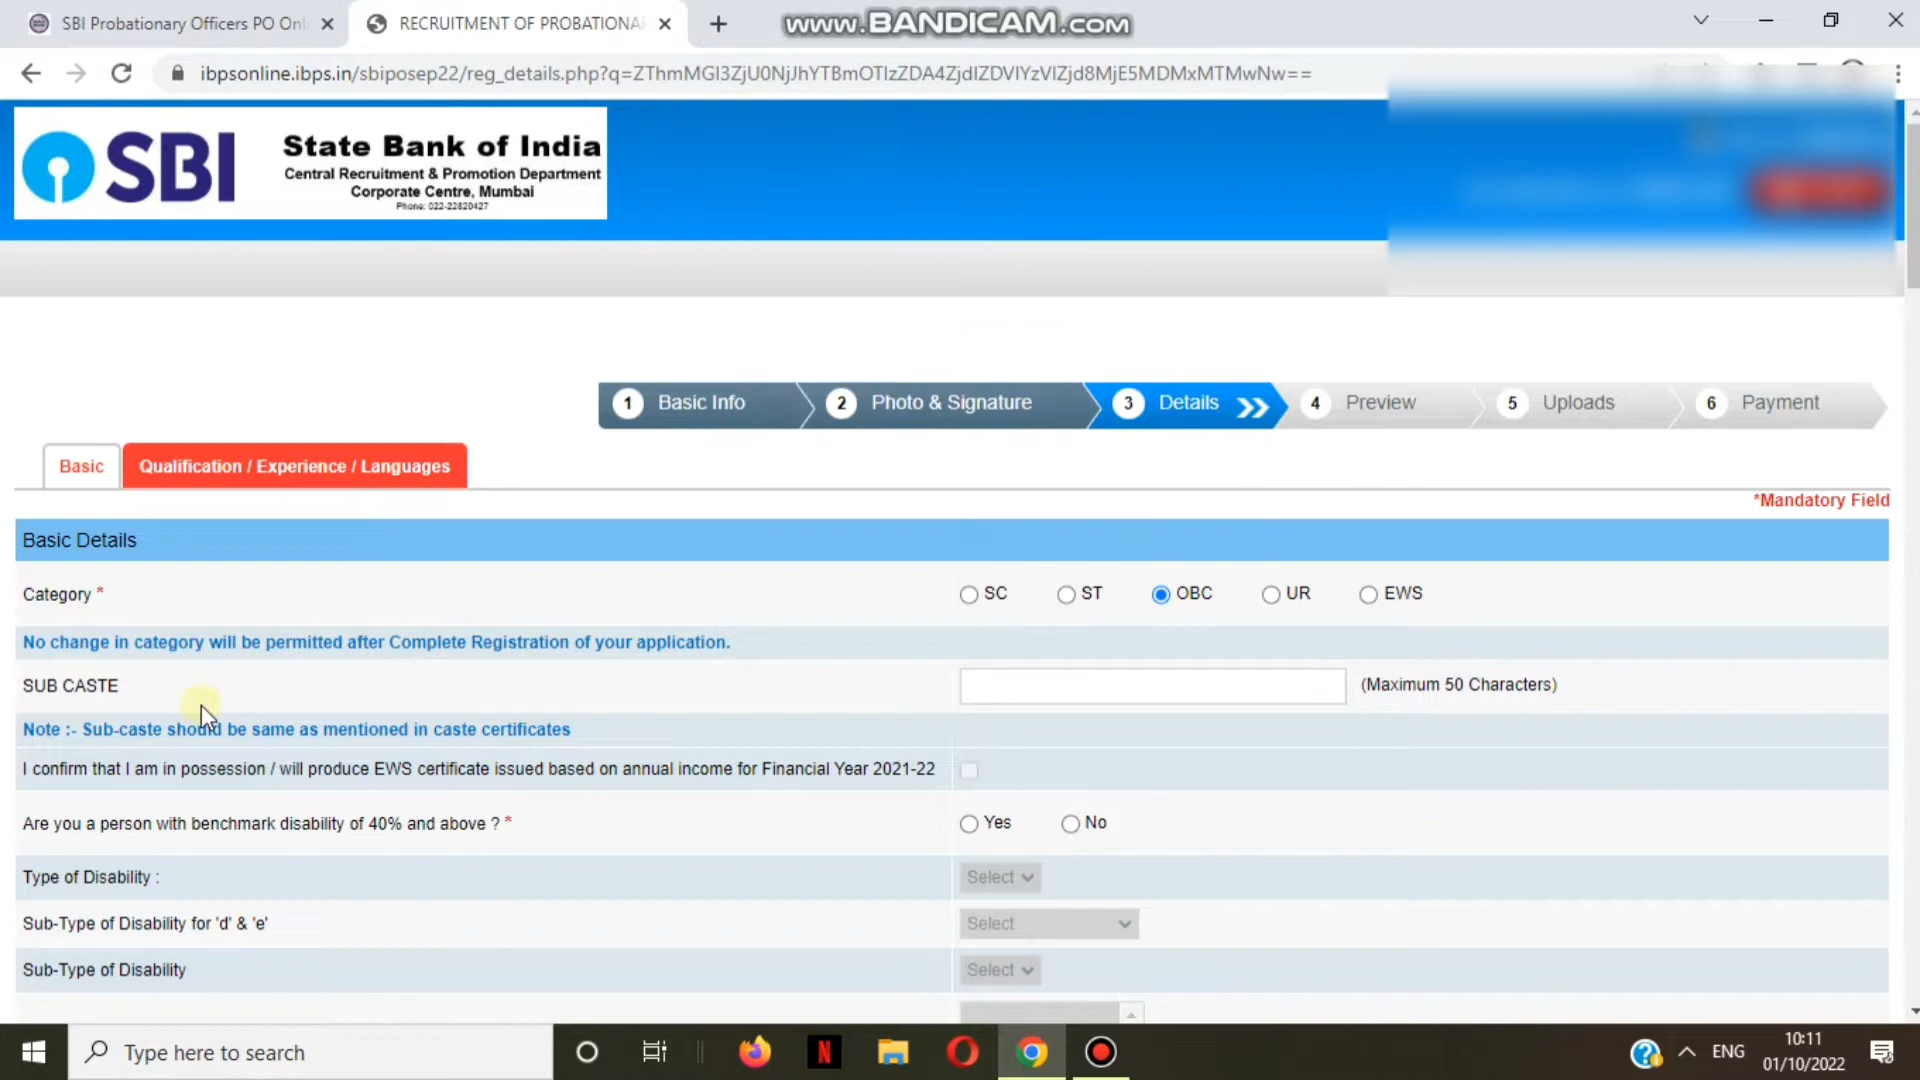 SBI Probationary Officers PO Onl
RECRUITMENT OF PROBATIONA
www.BANDICAM.com
ibpsonline.ibps.in/sbiposep22/reg_details.php?q=ZThmMGI3ZjU0NjJhYTBmOTIzZDA4ZjdlZDVlYzVlZjd8MjE5MDMxMTMwNw==
SBI
State Bank of India
Central Recruitment & Promotion Department
Corporate Centre, Mumbai
Phone: 022-22820427
1 Basic Info
2 Photo & Signature
3 Details
4 Preview
5 Uploads
6 Payment
Basic
Qualification / Experience / Languages
*Mandatory Field
Basic Details
Category *
SC ST OBC UR EWS
No change in category will be permitted after Complete Registration of your application.
SUB CASTE
(Maximum 50 Characters)
Note :- Sub-caste should be same as mentioned in caste certificates
I confirm that I am in possession / will produce EWS certificate issued based on annual income for Financial Year 2021-22
Are you a person with benchmark disability of 40% and above ? *
Yes No
Type of Disability :
Select
Sub-Type of Disability for 'd' & 'e'
Select
Sub-Type of Disability
Select
Type here to search
N
ENG
10:11
01/10/2022